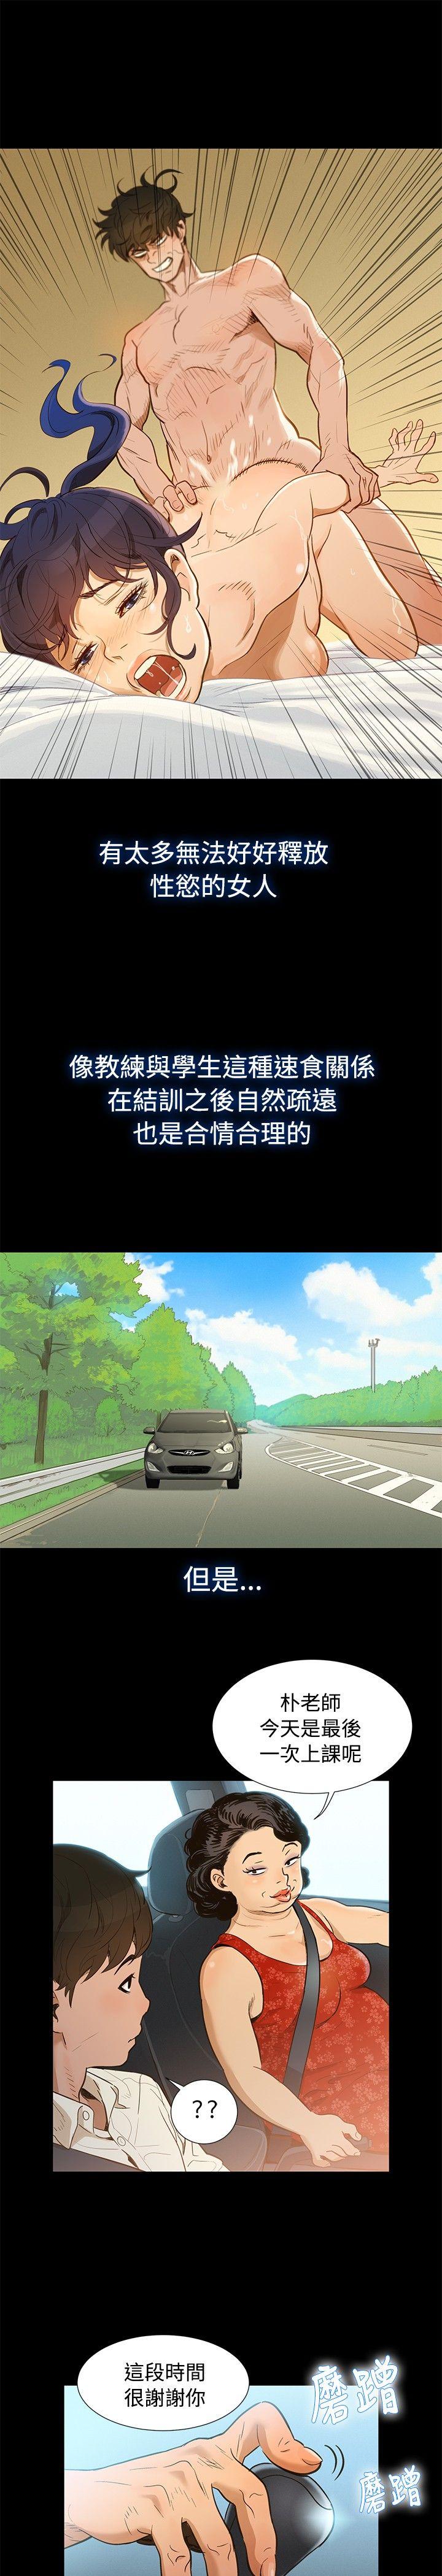 有太多無法好好釋放
性慾的女人
像教練與學生這種速食關係
在結訓之後自然疏遠
也是合情合理的
但是...
朴老師
今天是最後
一次上課呢
??
這段時間
很謝謝你
磨蹭
磨蹭